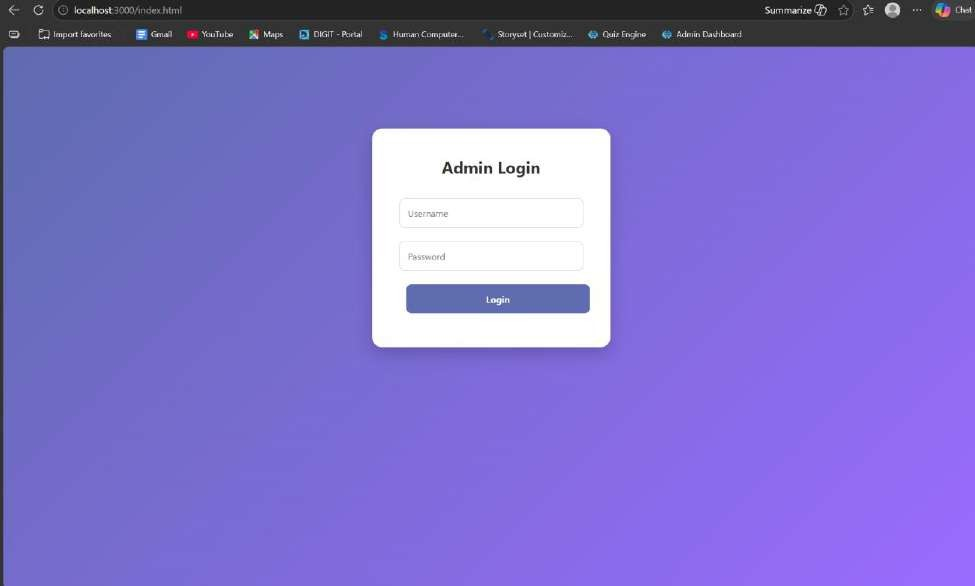 localhost:3000/index.html
Summarize
Chat
Import favorites
Gmail
YouTube
Maps
DIGIT - Portal
Human Computer...
Storyset | Customiz...
Quiz Engine
Admin Dashboard
Admin Login
Username
Password
Login